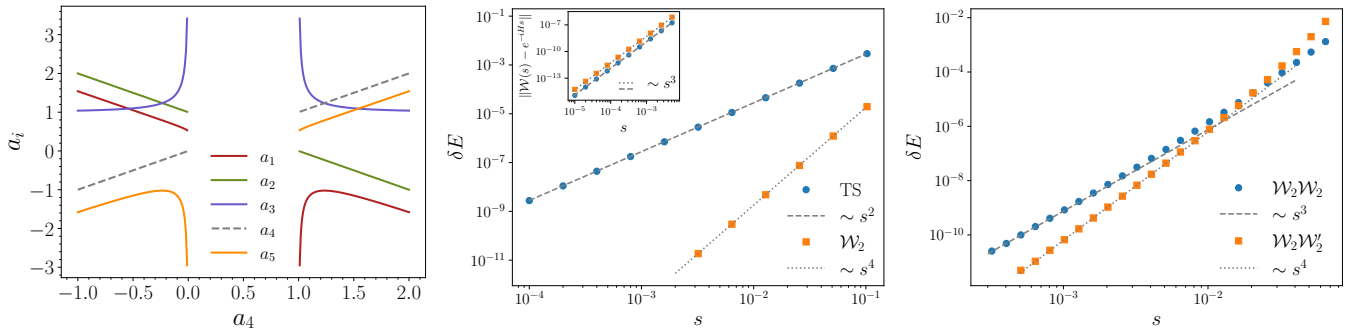 3
2
1
0
−1
−2
−3
a_i
−1.0 −0.5 0.0 0.5 1.0 1.5 2.0
a_4
a_1
a_2
a_3
a_4
a_5
10^{−1}
10^{−3}
10^{−5}
10^{−7}
10^{−9}
10^{−11}
δE
10^{−4} 10^{−3} 10^{−2} 10^{−1}
s
||𝒲(s) − e^{−iHs}||
10^{−7}
10^{−10}
10^{−13}
10^{−5} 10^{−3}
s
∼ s^3
TS
∼ s^2
𝒲_2
∼ s^4
10^{−2}
10^{−4}
10^{−6}
10^{−8}
10^{−10}
δE
10^{−3} 10^{−2}
s
𝒲_2𝒲_2
∼ s^3
𝒲_2𝒲_2′
∼ s^4